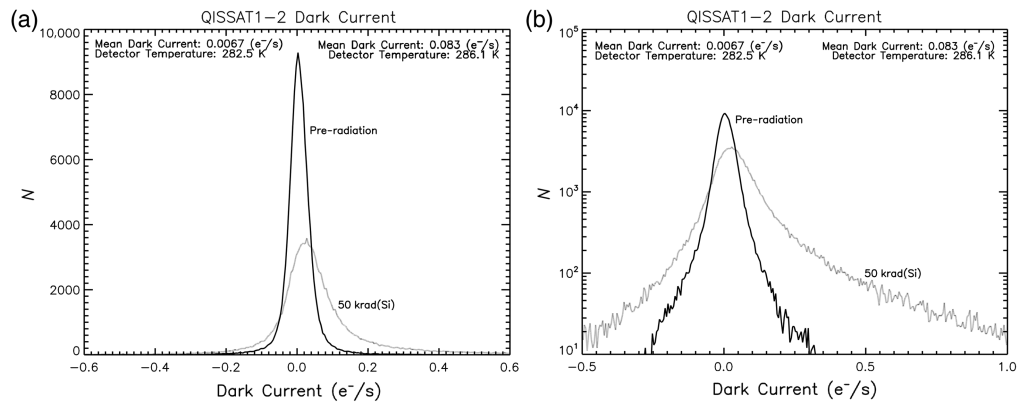 (a)
QISSAT1-2 Dark Current
Mean Dark Current: 0.0067 (e⁻/s)
Detector Temperature: 282.5 K
Mean Dark Current: 0.083 (e⁻/s)
Detector Temperature: 286.1 K
10,000
8000
6000
4000
2000
0
N
Pre-radiation
50 krad(Si)
-0.6 -0.4 -0.2 0.0 0.2 0.4 0.6
Dark Current (e⁻/s)
(b)
QISSAT1-2 Dark Current
Mean Dark Current: 0.0067 (e⁻/s)
Detector Temperature: 282.5 K
Mean Dark Current: 0.083 (e⁻/s)
Detector Temperature: 286.1 K
10⁵
10⁴
10³
10²
10¹
N
Pre-radiation
50 krad(Si)
-0.5 0.0 0.5 1.0
Dark Current (e⁻/s)